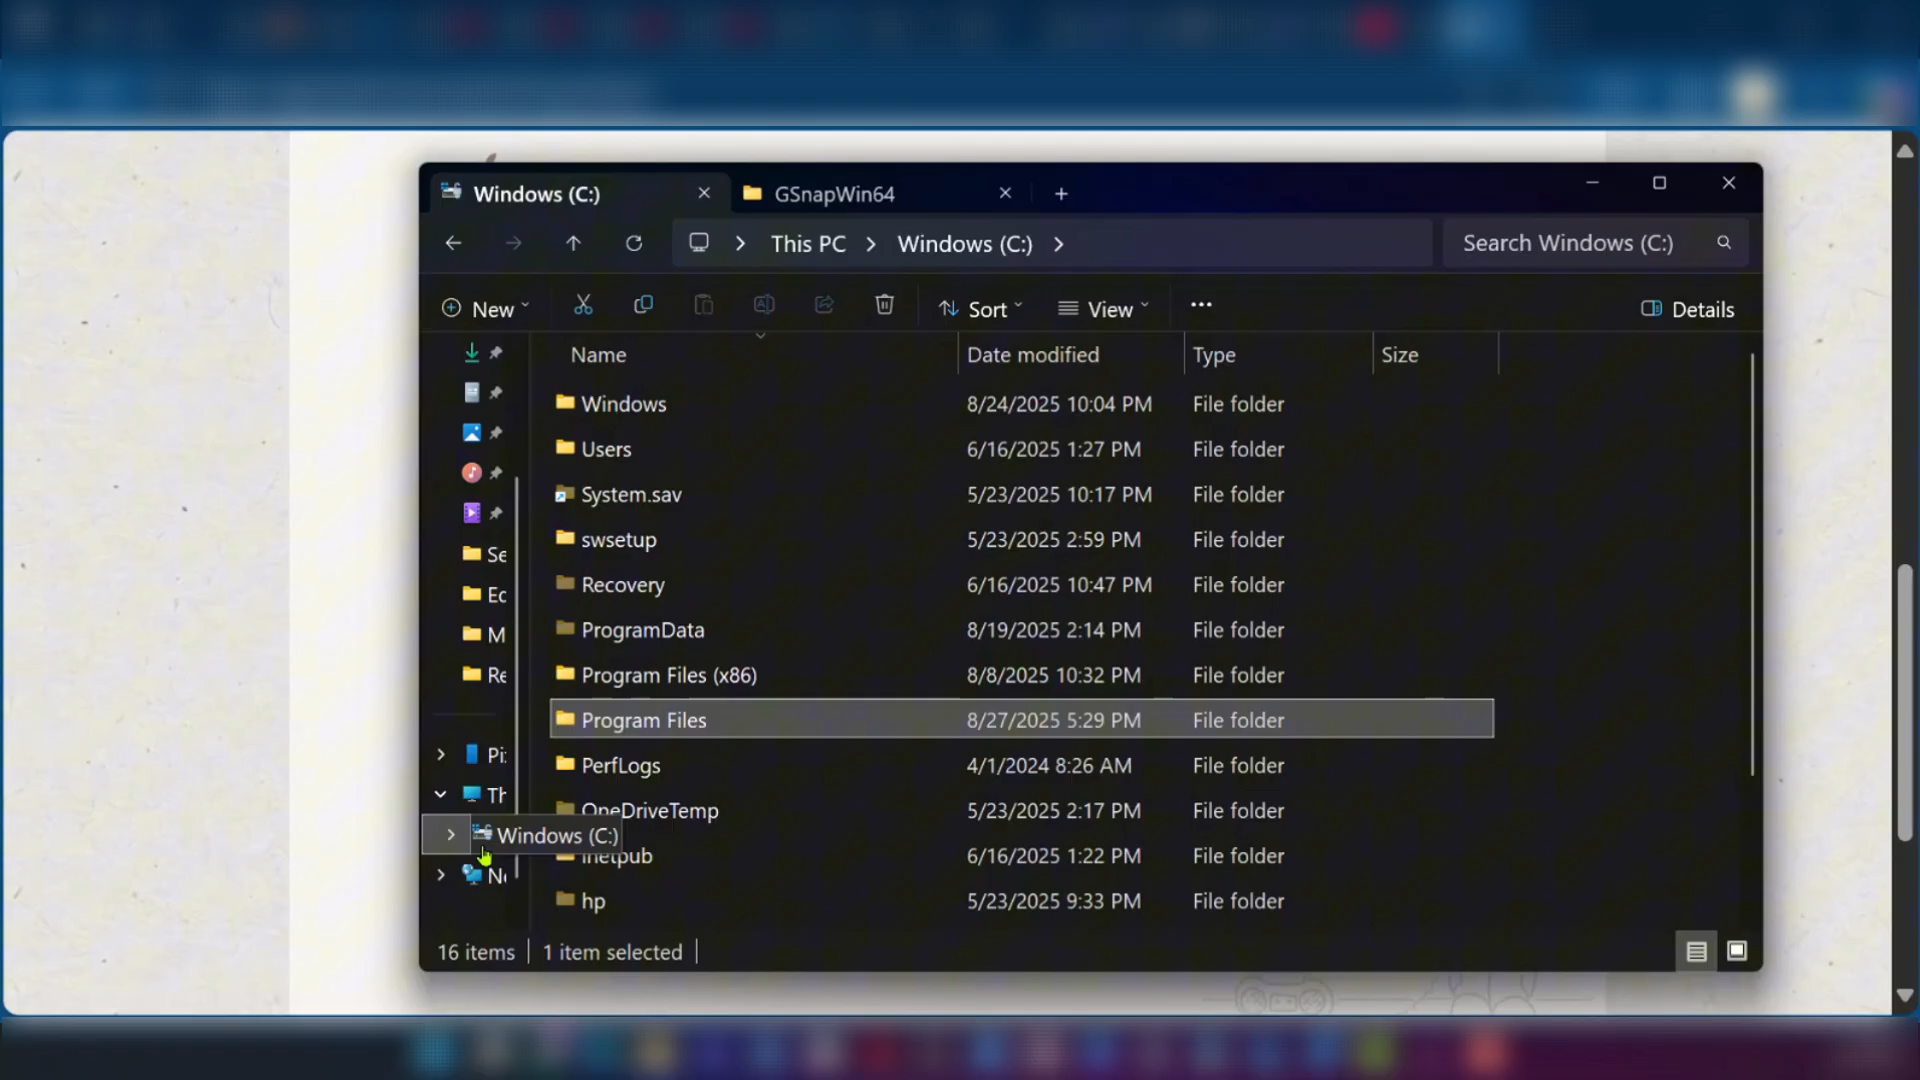 Windows (C:)
GSnapWin64
This PC
Windows (C:)
Search Windows (C:)
New
Sort
View
Details
Name
Date modified
Type
Size
Windows 8/24/2025 10:04 PM File folder
Users 6/16/2025 1:27 PM File folder
System.sav 5/23/2025 10:17 PM File folder
swsetup 5/23/2025 2:59 PM File folder
Recovery 6/16/2025 10:47 PM File folder
ProgramData 8/19/2025 2:14 PM File folder
Program Files (x86) 8/8/2025 10:32 PM File folder
Program Files 8/27/2025 5:29 PM File folder
PerfLogs 4/1/2024 8:26 AM File folder
OneDriveTemp 5/23/2025 2:17 PM File folder
inetpub 6/16/2025 1:22 PM File folder
hp 5/23/2025 9:33 PM File folder
Se
Ec
M
Re
Pi
Th
Windows (C:)
Ne
16 items
1 item selected